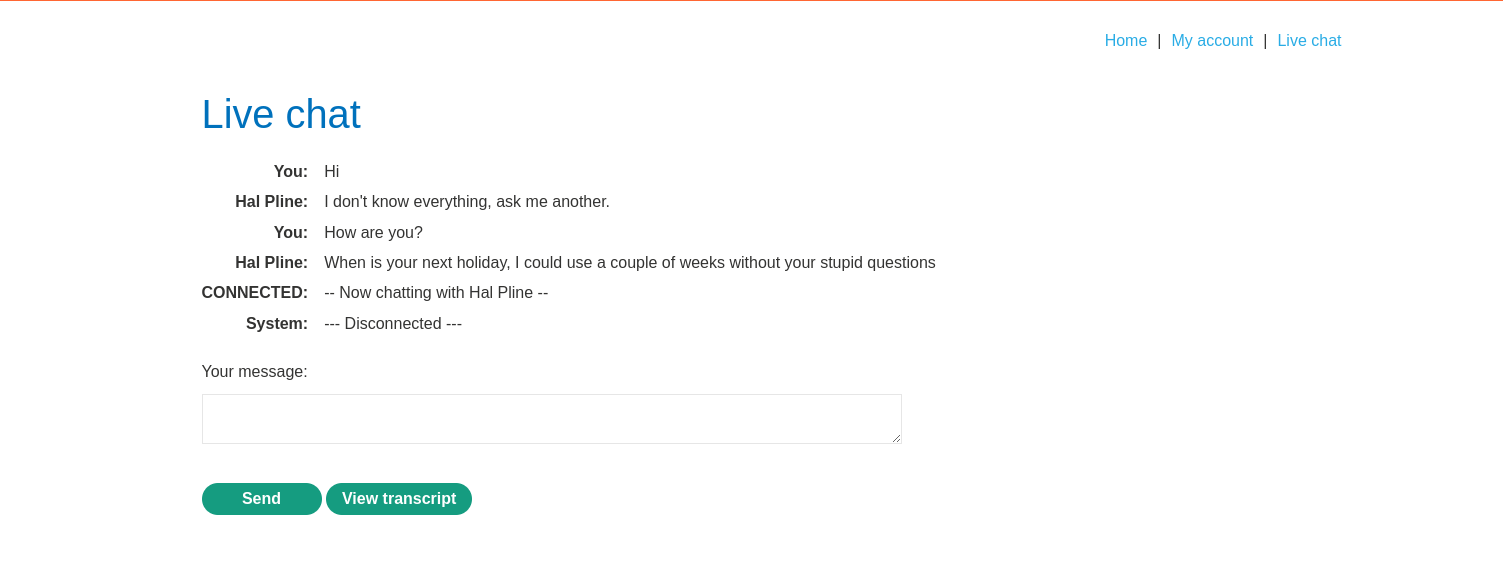 Home | My account | Live chat
Live chat
You: Hi
Hal Pline: I don't know everything, ask me another.
You: How are you?
Hal Pline: When is your next holiday, I could use a couple of weeks without your stupid questions
CONNECTED: -- Now chatting with Hal Pline --
System: --- Disconnected ---
Your message:
Send View transcript